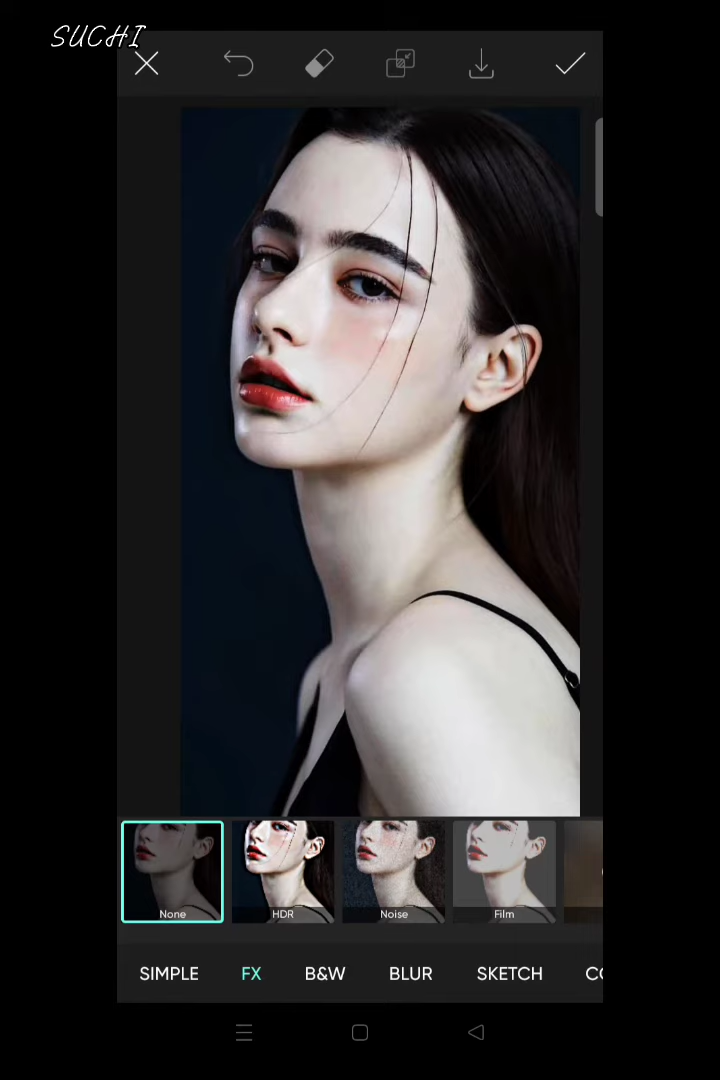 SUCHI
None
HDR
Noise
Film
SIMPLE
FX
B&W
BLUR
SKETCH